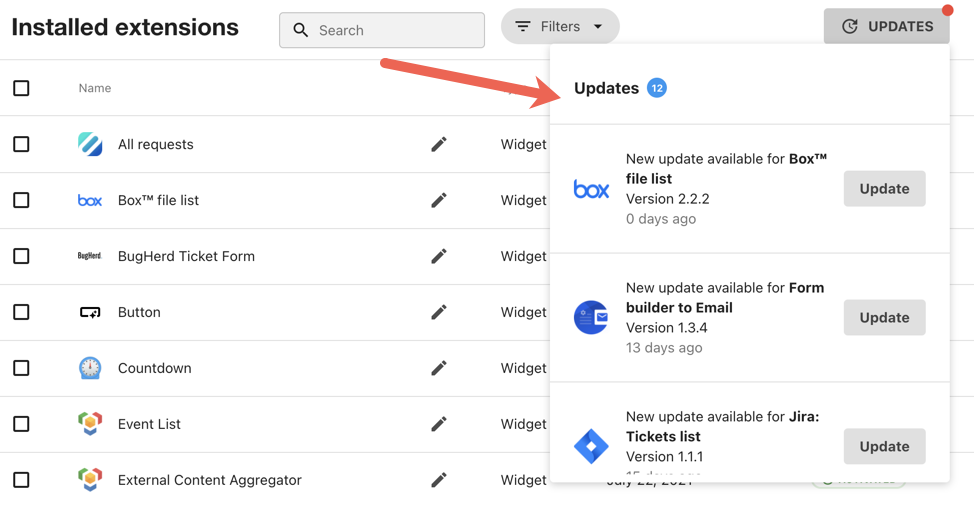 Installed extensions
Search
Filters
UPDATES
Name
Updates 12
All requests
Widget
box
Box™ file list
Widget
BugHerd
BugHerd Ticket Form
Widget
Button
Widget
Countdown
Widget
Event List
Widget
External Content Aggregator
Widget
July 22, 2021
New update available for Box™
file list
Version 2.2.2
0 days ago
box
Update
New update available for Form
builder to Email
Version 1.3.4
13 days ago
Update
New update available for Jira:
Tickets list
Version 1.1.1
15 days ago
Update